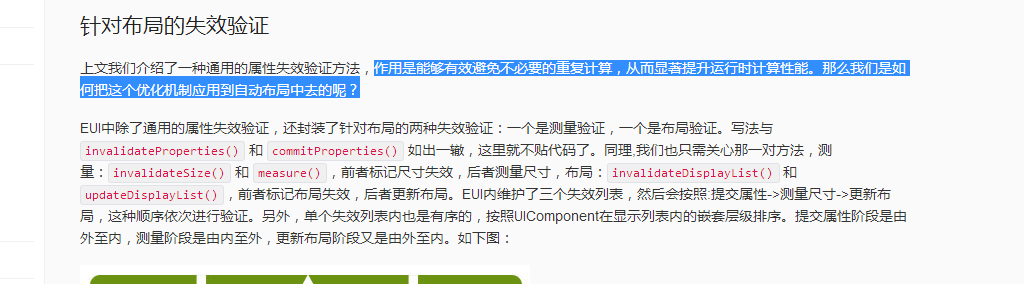 针对布局的失效验证
上文我们介绍了一种通用的属性失效验证方法，作用是能够有效避免不必要的重复计算，从而显著提升运行时计算性能。那么我们是如
何把这个优化机制应用到自动布局中去的呢？
EUI中除了通用的属性失效验证，还封装了针对布局的两种失效验证：一个是测量验证，一个是布局验证。写法与
invalidateProperties() 和 commitProperties() 如出一辙，这里就不贴代码了。同理,我们也只需关心那一对方法，测
量：invalidateSize() 和 measure()，前者标记尺寸失效，后者测量尺寸，布局：invalidateDisplayList() 和
updateDisplayList()，前者标记布局失效，后者更新布局。EUI内维护了三个失效列表，然后会按照:提交属性->测量尺寸->更新布
局，这种顺序依次进行验证。另外，单个失效列表内也是有序的，按照UIComponent在显示列表内的嵌套层级排序。提交属性阶段是由
外至内，测量阶段是由内至外，更新布局阶段又是由外至内。如下图：